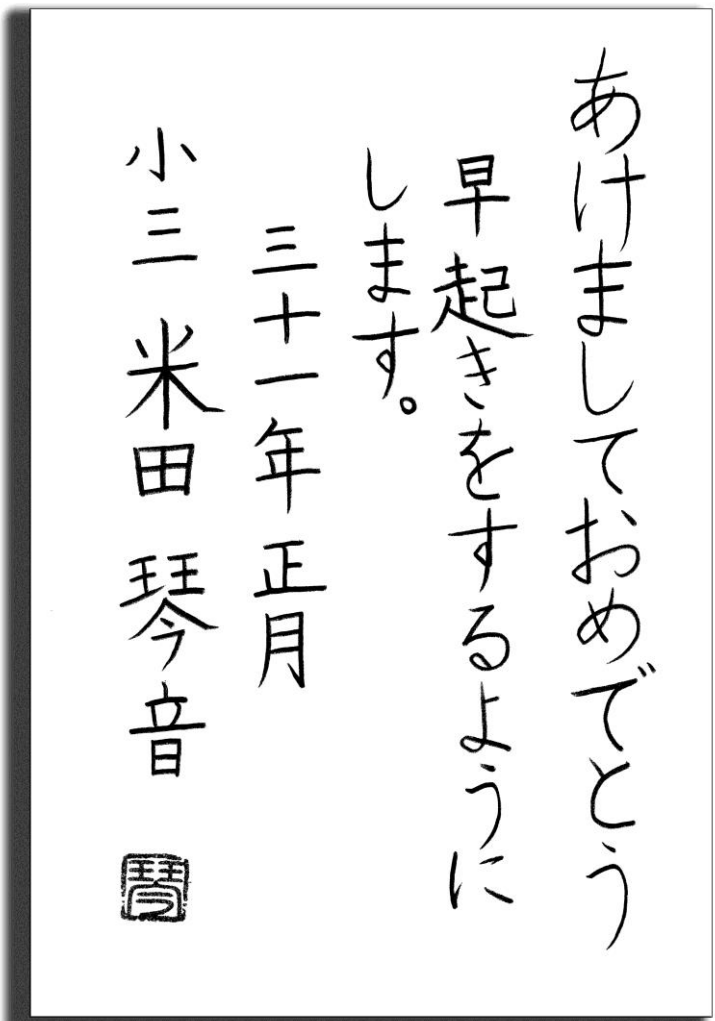 あけましておめでとう
早起きをするように
します。
三十一年 正月
小三 米田 琴音
琴